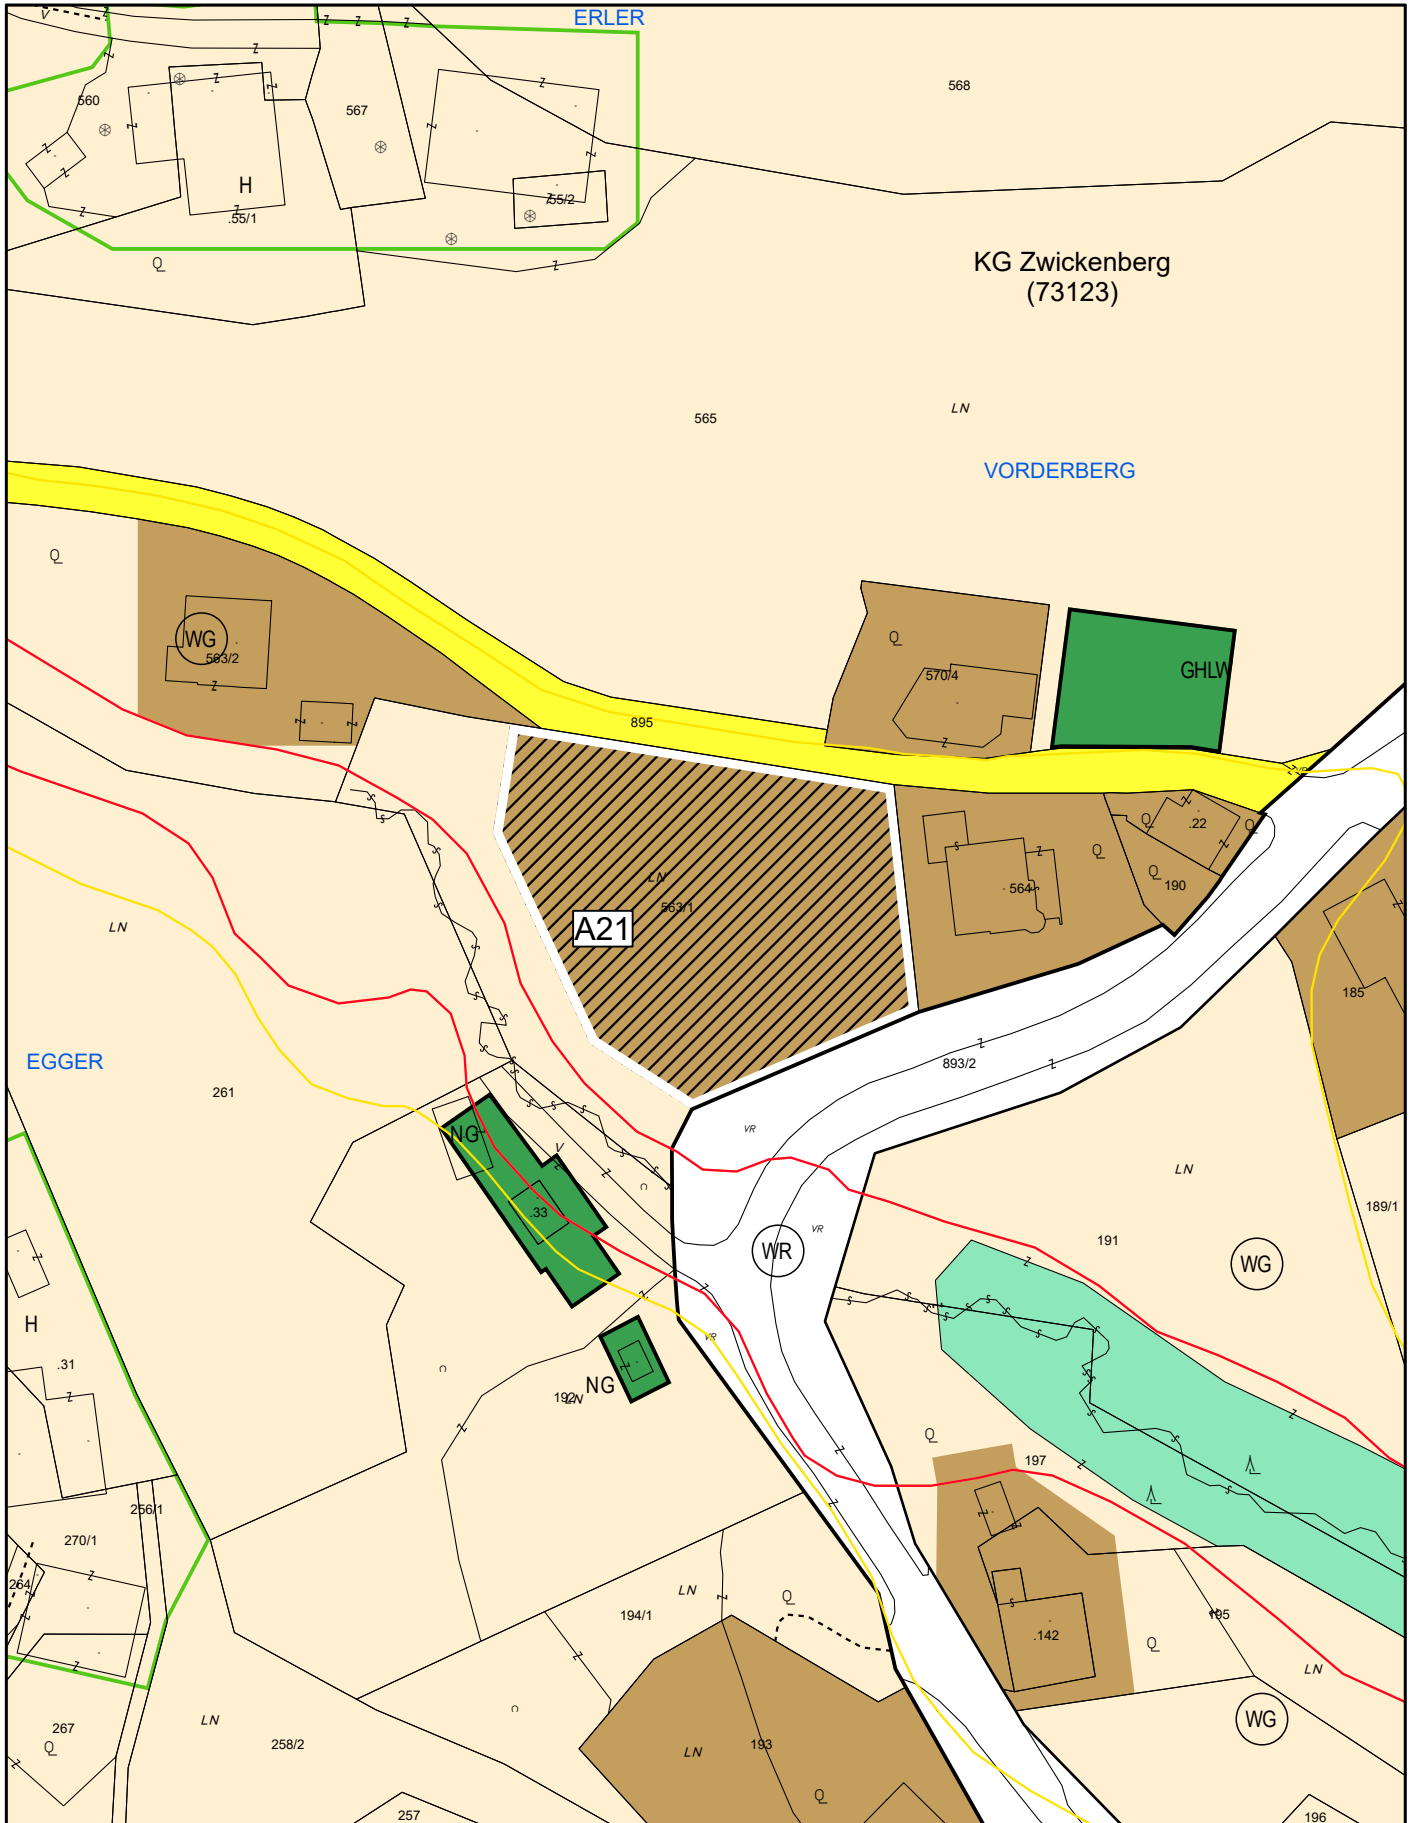 ERLER
V
560
567
568
H
.55/1
.55/2
KG Zwickenberg
(73123)
565
LN
VORDERBERG
WG
563/2
895
570/4
GHLW
LN
563/1
A21
564
.22
190
185
LN
EGGER
261
893/2
VR
NG
V
.33
VR
WR
LN
191
WG
189/1
H
.31
VR
NG
192
LN
197
256/1
270/1
264
LN
194/1
195
.142
LN
267
LN
258/2
LN
193
WG
257
196